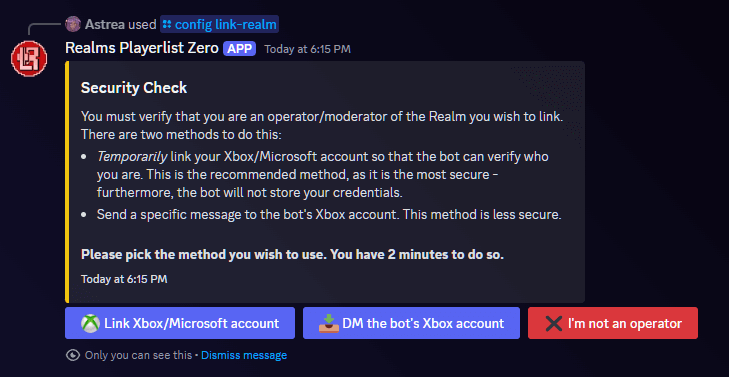 Astrea used config link-realm
Realms Playerlist Zero APP Today at 6:15 PM
Security Check
You must verify that you are an operator/moderator of the Realm you wish to link.
There are two methods to do this:
• Temporarily link your Xbox/Microsoft account so that the bot can verify who
you are. This is the recommended method, as it is the most secure -
furthermore, the bot will not store your credentials.
• Send a specific message to the bot's Xbox account. This method is less secure.
Please pick the method you wish to use. You have 2 minutes to do so.
Today at 6:15 PM
Link Xbox/Microsoft account DM the bot's Xbox account I'm not an operator
Only you can see this • Dismiss message